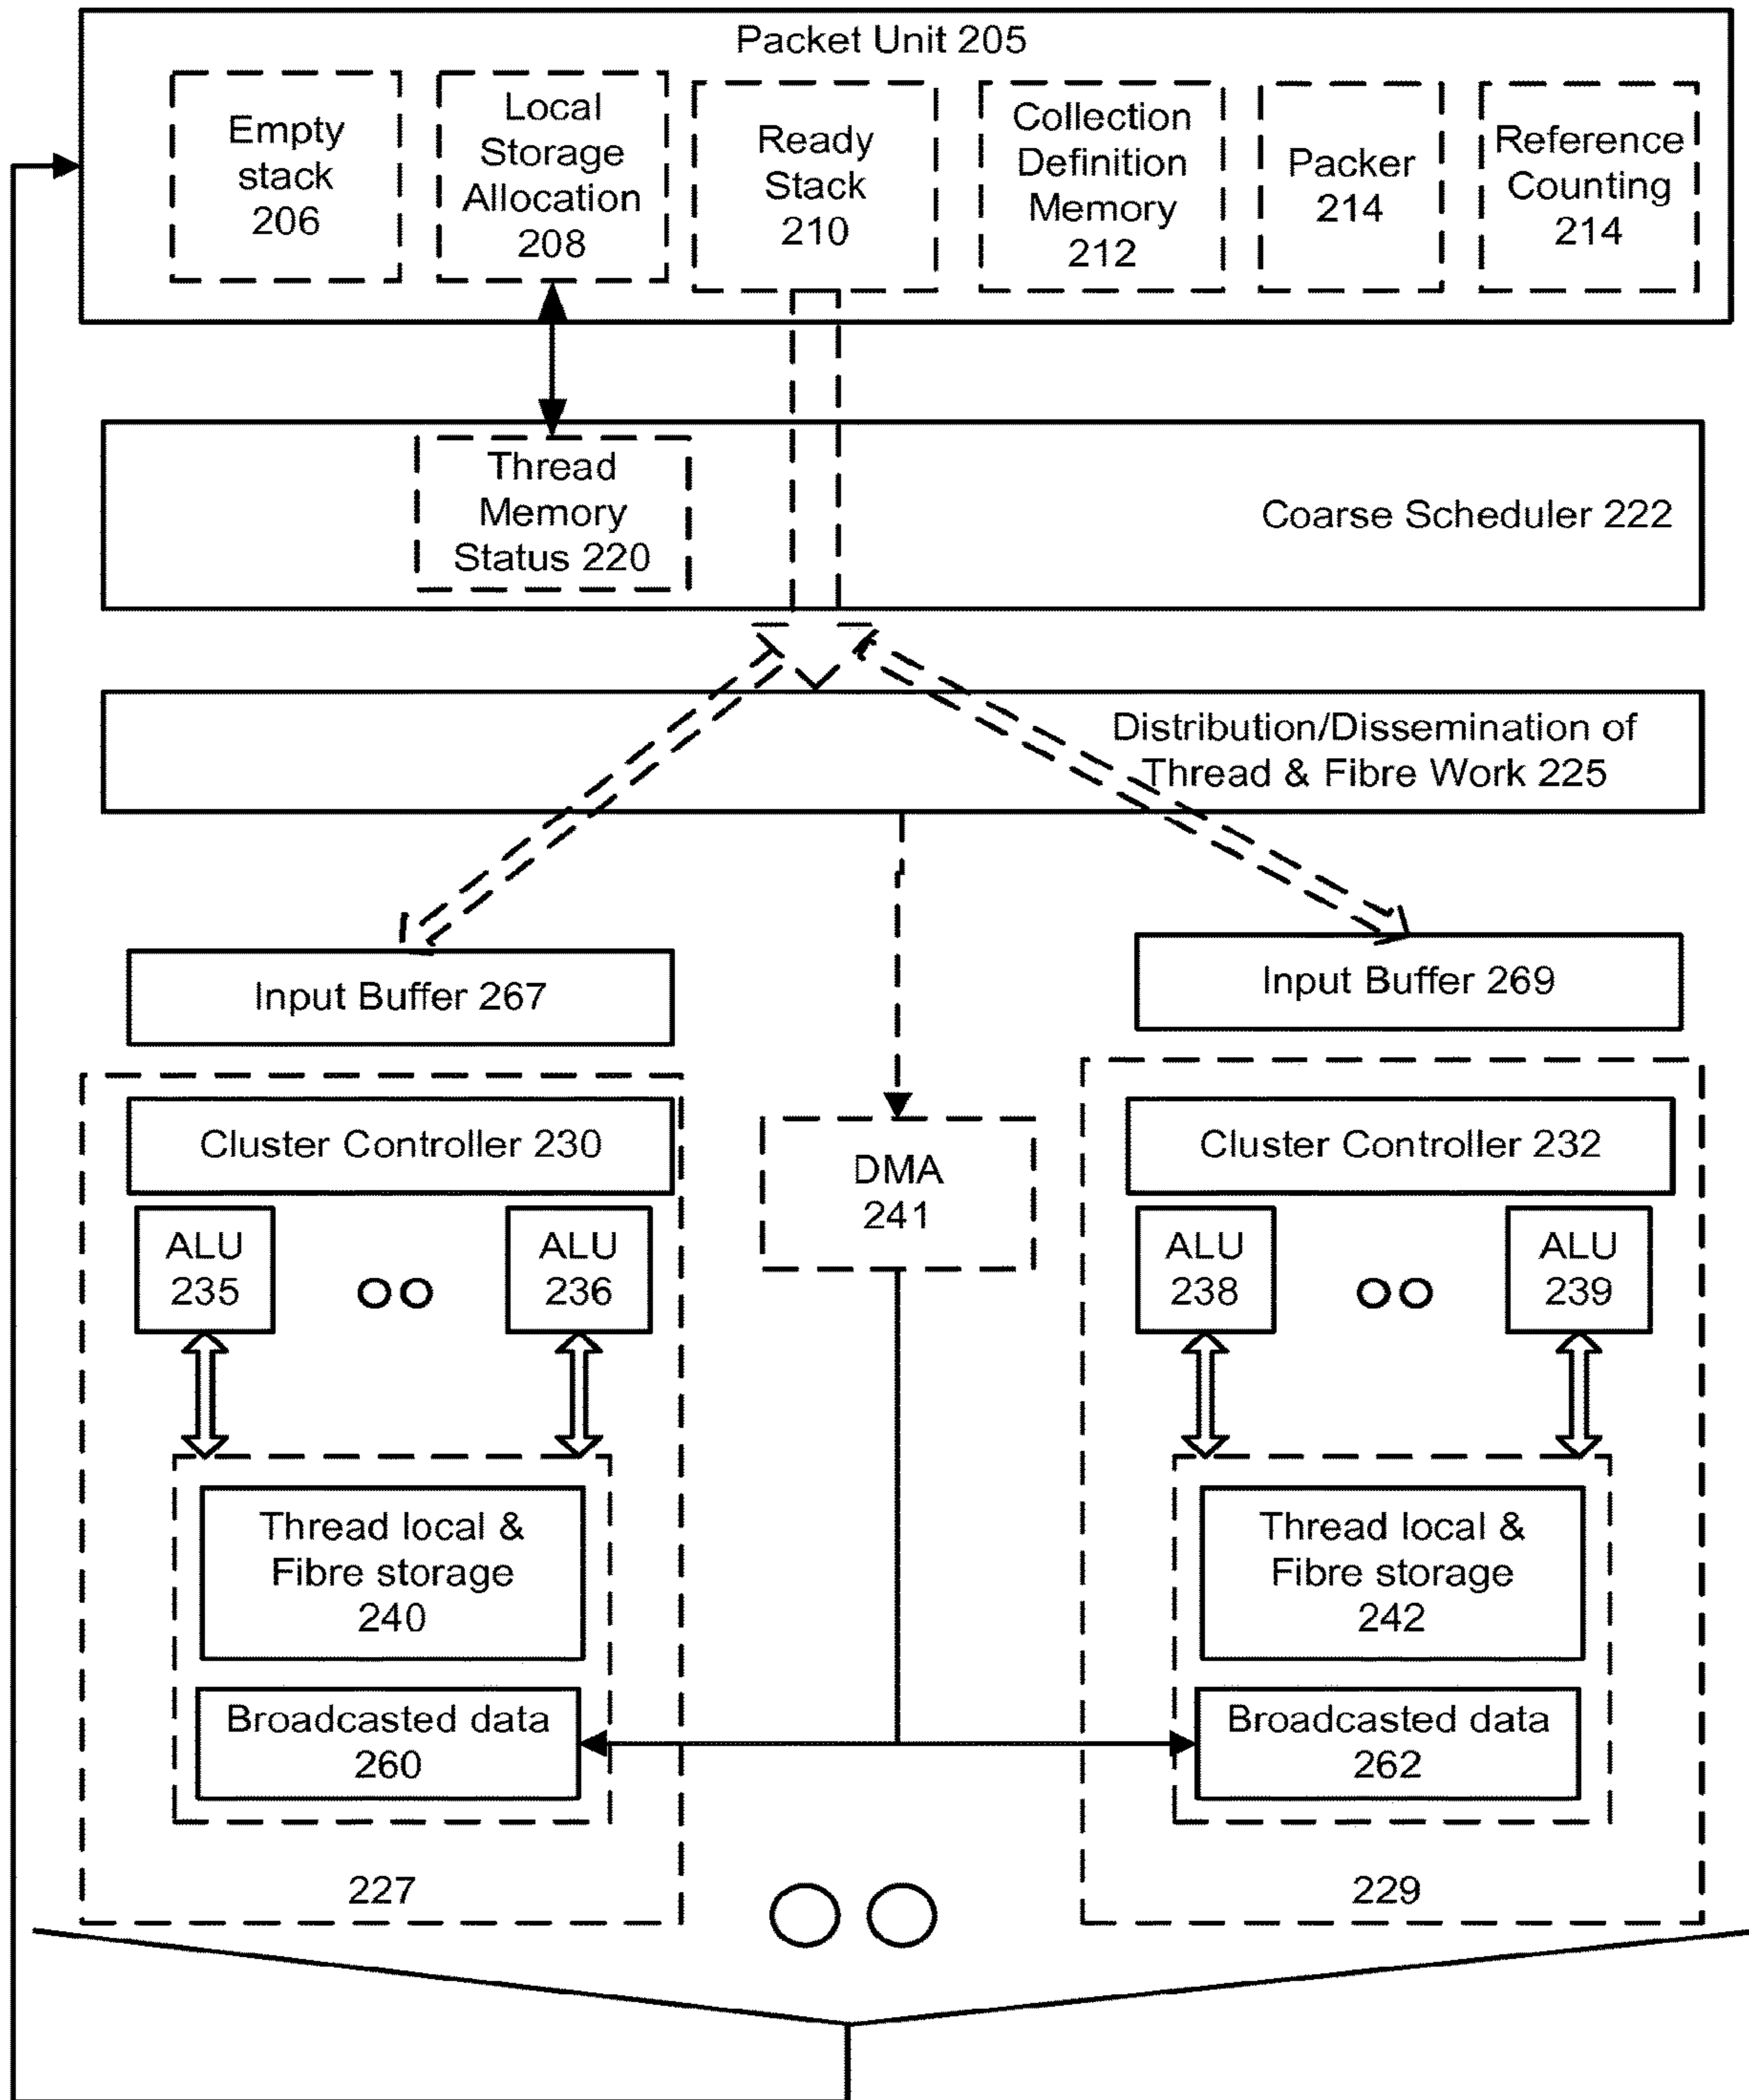 Packet Unit 205
Empty
stack
206
Local
Storage
Allocation
208
Ready
Stack
210
Collection
Definition
Memory
212
Packer
214
Reference
Counting
214
Thread
Memory
Status 220
Coarse Scheduler 222
Distribution/Dissemination of
Thread & Fibre Work 225
Input Buffer 267
Input Buffer 269
Cluster Controller 230
ALU
235
ALU
236
DMA
241
Cluster Controller 232
ALU
238
ALU
239
Thread local &
Fibre storage
240
Broadcasted data
260
227
Thread local &
Fibre storage
242
Broadcasted data
262
229